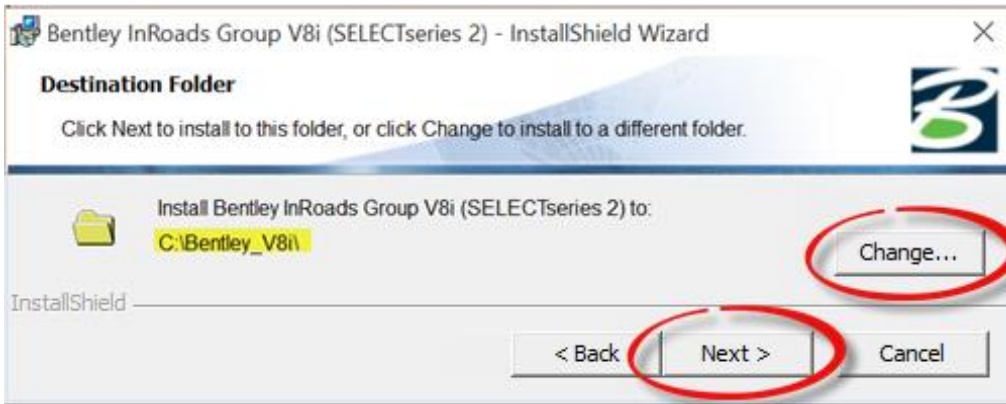 Bentley InRoads Group V8i (SELECTseries 2) - InstallShield Wizard
Destination Folder
Click Next to install to this folder, or click Change to install to a different folder.
Install Bentley InRoads Group V8i (SELECTseries 2) to:
C:\Bentley_V8i\
Change...
InstallShield
< Back
Next >
Cancel